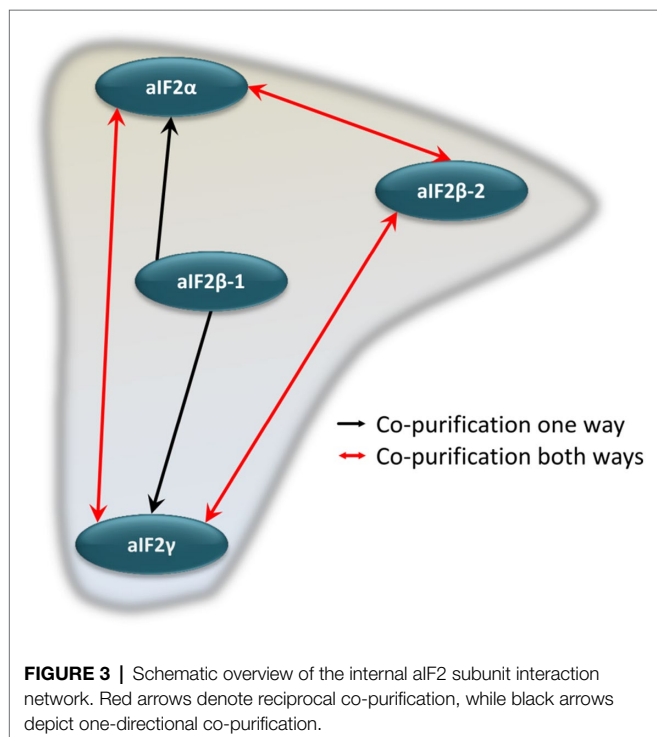 aIF2α
aIF2β-2
aIF2β-1
Co-purification one way
Co-purification both ways
aIF2γ
FIGURE 3 | Schematic overview of the internal aIF2 subunit interaction
network. Red arrows denote reciprocal co-purification, while black arrows
depict one-directional co-purification.